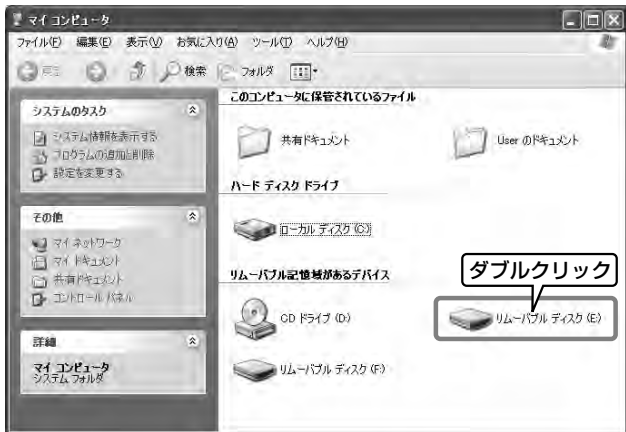 マイ コンピュータ
ファイル(F) 編集(E) 表示(V) お気に入り(A) ツール(T) ヘルプ(H)
戻る 検索 フォルダ
システムのタスク
システム情報を表示する
プログラムの追加と削除
設定を変更する
その他
マイ ネットワーク
マイ ドキュメント
共有ドキュメント
コントロール パネル
詳細
マイ コンピュータ
システム フォルダ
このコンピュータに保管されているファイル
共有ドキュメント User のドキュメント
ハード ディスク ドライブ
ローカル ディスク (C:)
リムーバブル記憶域があるデバイス
ダブルクリック
CD ドライブ (D:) リムーバブル ディスク (E:)
リムーバブル ディスク (F:)